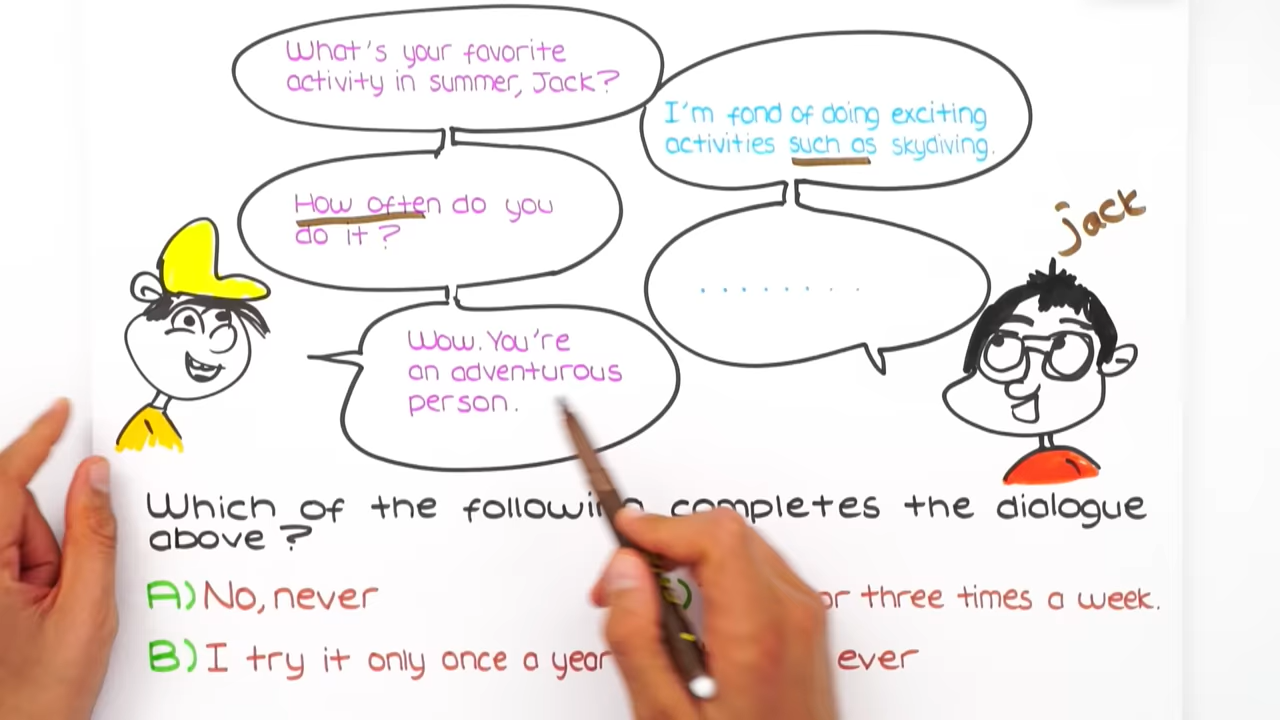 What's your favorite
activity in summer, Jack?
I'm fond of doing exciting
activities such as skydiving.
How often do you
do it?
.........
Wow. You're
an adventurous
person.
jack
Which of the following completes the dialogue
above?
A) No, never
B) I try it only once a year
) or three times a week.
ever